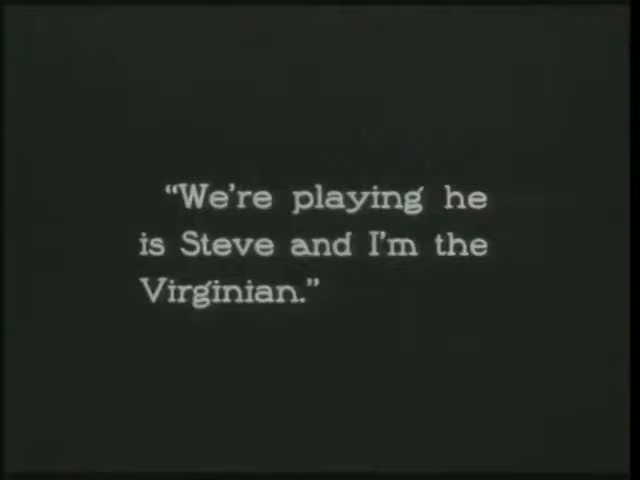 “We’re playing he
is Steve and I’m the
Virginian.”